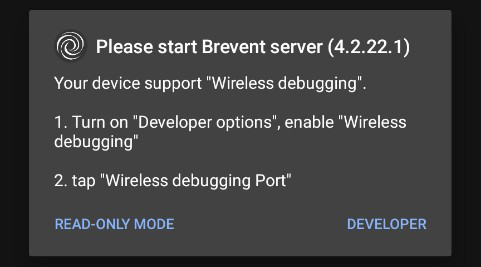 Please start Brevent server (4.2.22.1)
Your device support "Wireless debugging".
1. Turn on "Developer options", enable "Wireless
debugging"
2. tap "Wireless debugging Port"
READ-ONLY MODE
DEVELOPER